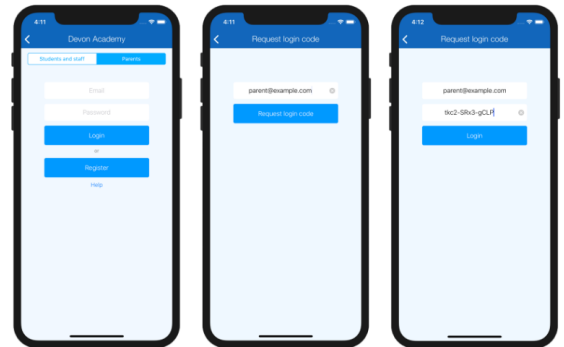 4:11
Devon Academy
Students and staff
Parents
Email
Password
Login
or
Register
Help
4:11
Request login code
parent@example.com
Request login code
4:12
Request login code
parent@example.com
tkc2-SRx3-gCLP
Login